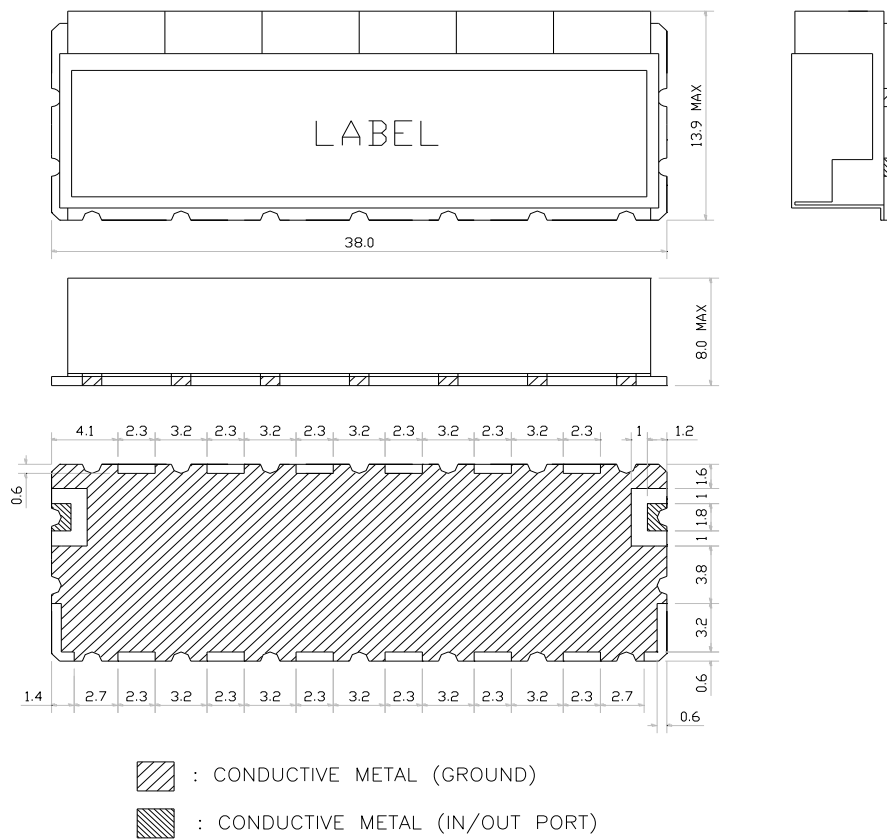 LABEL
13.9 MAX
38.0
8.0 MAX
4.1 2.3 3.2 2.3 3.2 2.3 3.2 2.3 3.2 2.3 3.2 2.3 1 1.2
0.6
1.6
1
1.8
1
3.8
3.2
0.6
1.4 2.7 2.3 3.2 2.3 3.2 2.3 3.2 2.3 3.2 2.3 3.2 2.3 2.7
0.6
: CONDUCTIVE METAL (GROUND)
: CONDUCTIVE METAL (IN/OUT PORT)